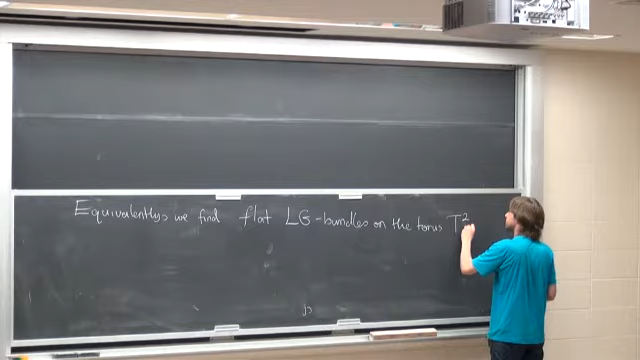 Equivalently, we find flat LG-bundles on the torus T²